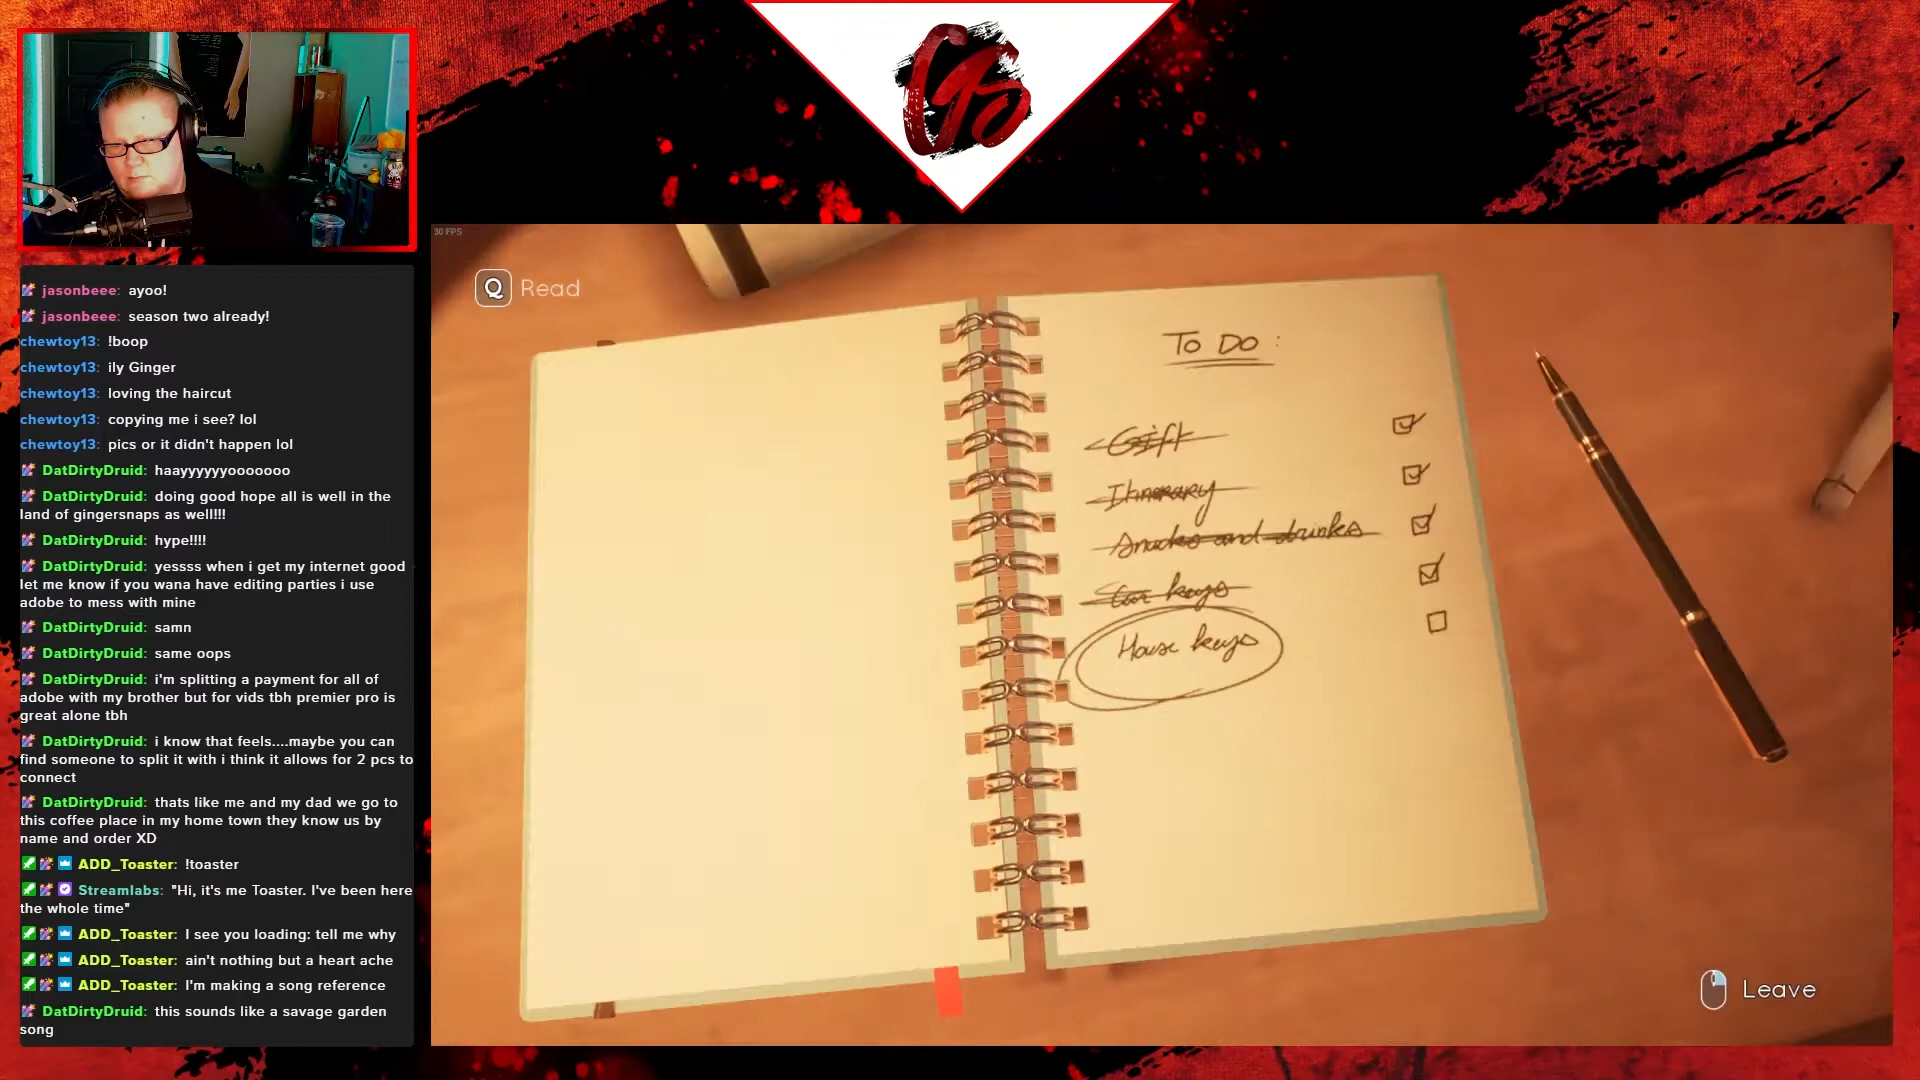 GS
30 FPS
Q Read
TO DO :
Gift
Itinerary
Snacks and drinks
Car keys
House keys
Leave
jasonbeee: ayoo!
jasonbeee: season two already!
chewtoy13: !boop
chewtoy13: ily Ginger
chewtoy13: loving the haircut
chewtoy13: copying me i see? lol
chewtoy13: pics or it didn't happen lol
DatDirtyDruid: haayyyyyyooooooo
DatDirtyDruid: doing good hope all is well in the
land of gingersnaps as well!!!
DatDirtyDruid: hype!!!!
DatDirtyDruid: yessss when i get my internet good
let me know if you wana have editing parties i use
adobe to mess with mine
DatDirtyDruid: samn
DatDirtyDruid: same oops
DatDirtyDruid: i'm splitting a payment for all of
adobe with my brother but for vids tbh premier pro is
great alone tbh
DatDirtyDruid: i know that feels....maybe you can
find someone to split it with i think it allows for 2 pcs to
connect
DatDirtyDruid: thats like me and my dad we go to
this coffee place in my home town they know us by
name and order XD
ADD_Toaster: !toaster
Streamlabs: "Hi, it's me Toaster. I've been here
the whole time"
ADD_Toaster: I see you loading: tell me why
ADD_Toaster: ain't nothing but a heart ache
ADD_Toaster: I'm making a song reference
DatDirtyDruid: this sounds like a savage garden
song